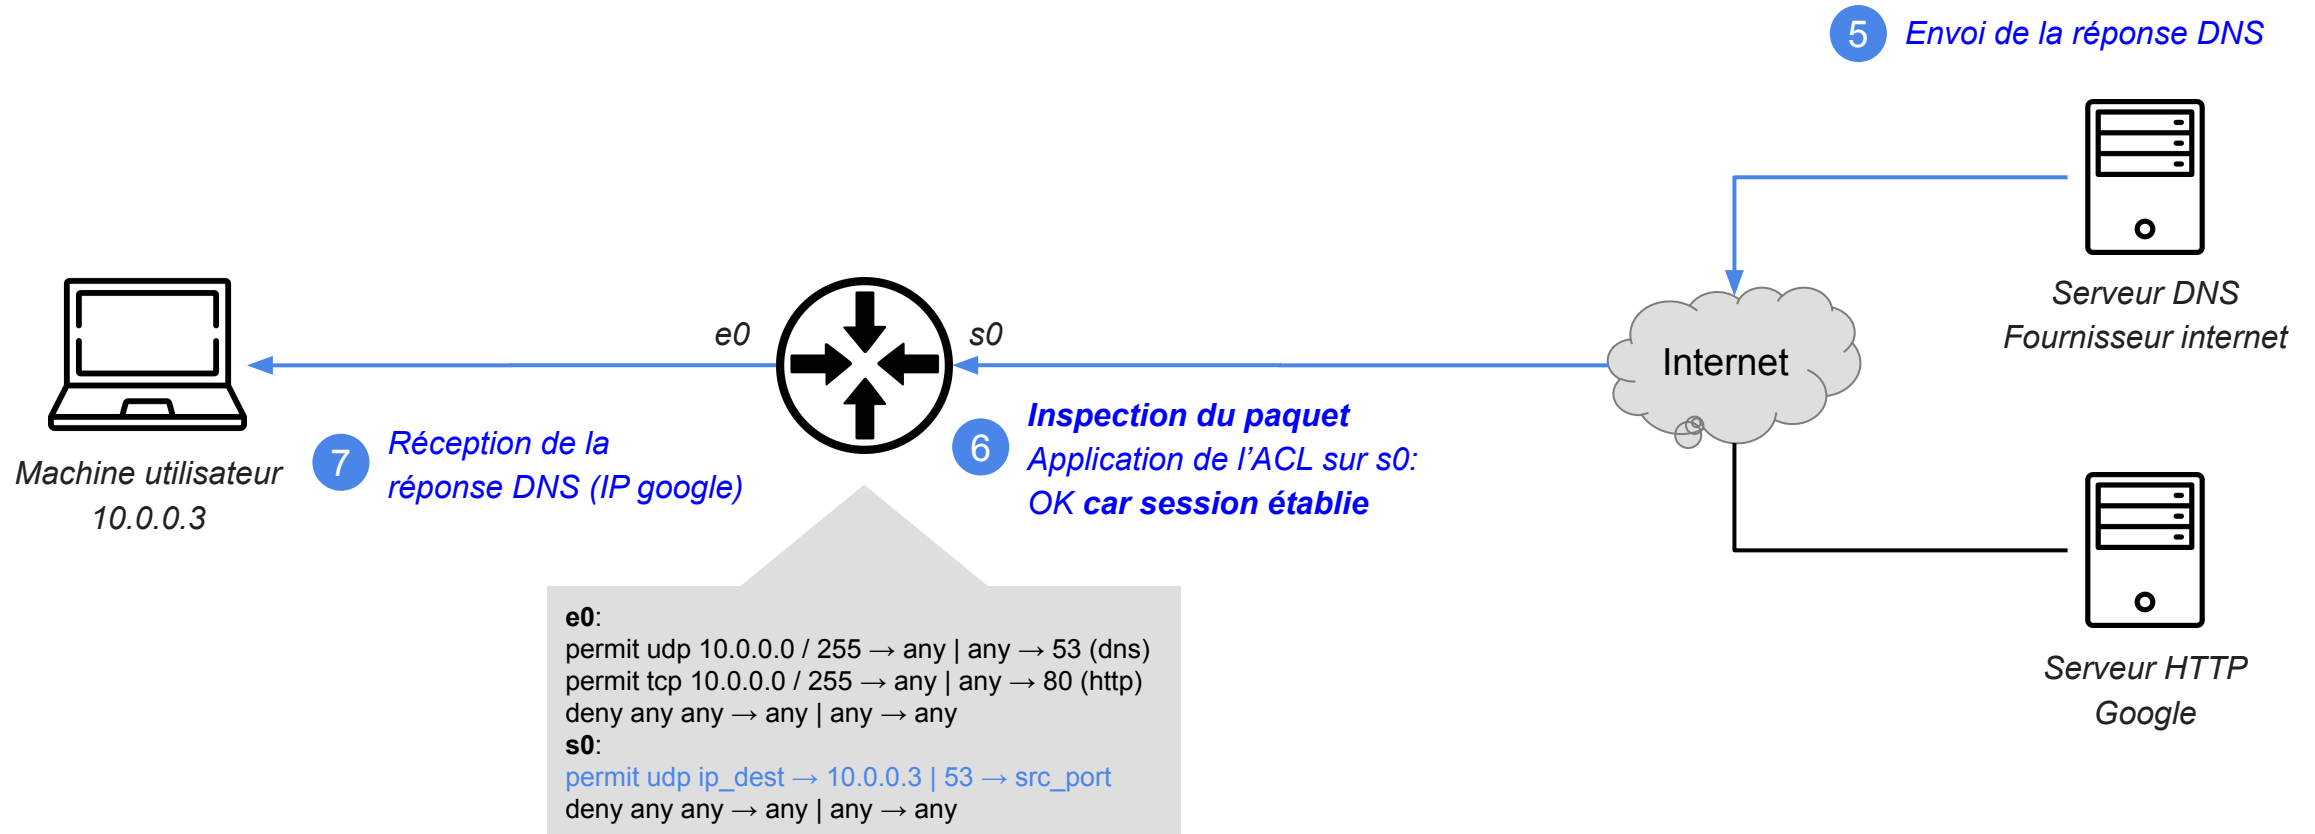 5 Envoi de la réponse DNS
Serveur DNS
Fournisseur internet
e0
s0
Internet
Machine utilisateur
10.0.0.3
7 Réception de la
réponse DNS (IP google)
6 Inspection du paquet
Application de l’ACL sur s0:
OK car session établie
e0:
permit udp 10.0.0.0 / 255 → any | any → 53 (dns)
permit tcp 10.0.0.0 / 255 → any | any → 80 (http)
deny any any → any | any → any
s0:
permit udp ip_dest → 10.0.0.3 | 53 → src_port
deny any any → any | any → any
Serveur HTTP
Google